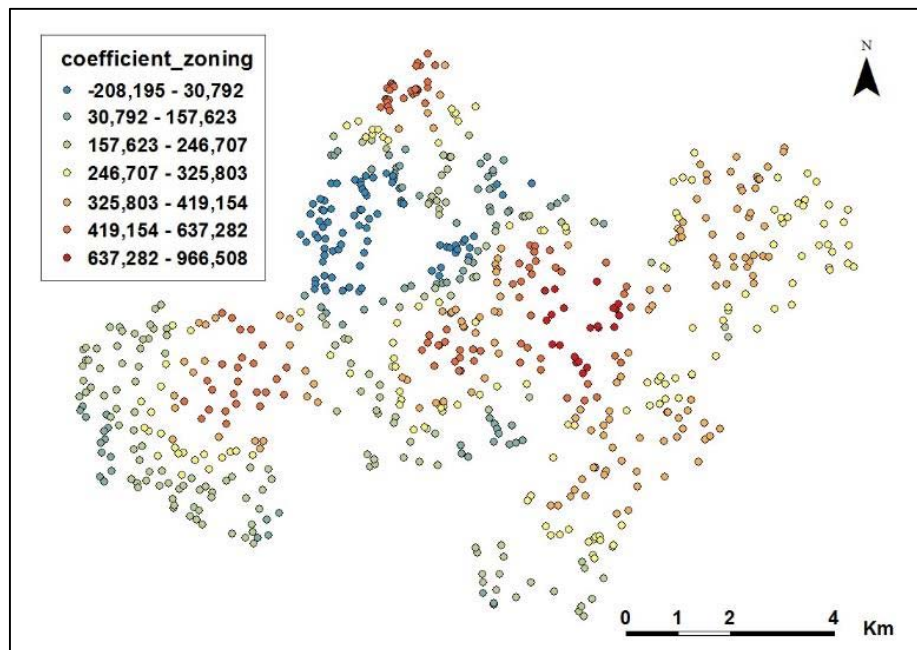 coefficient_zoning
-208,195 - 30,792
30,792 - 157,623
157,623 - 246,707
246,707 - 325,803
325,803 - 419,154
419,154 - 637,282
637,282 - 966,508
N
0 1 2 4
Km